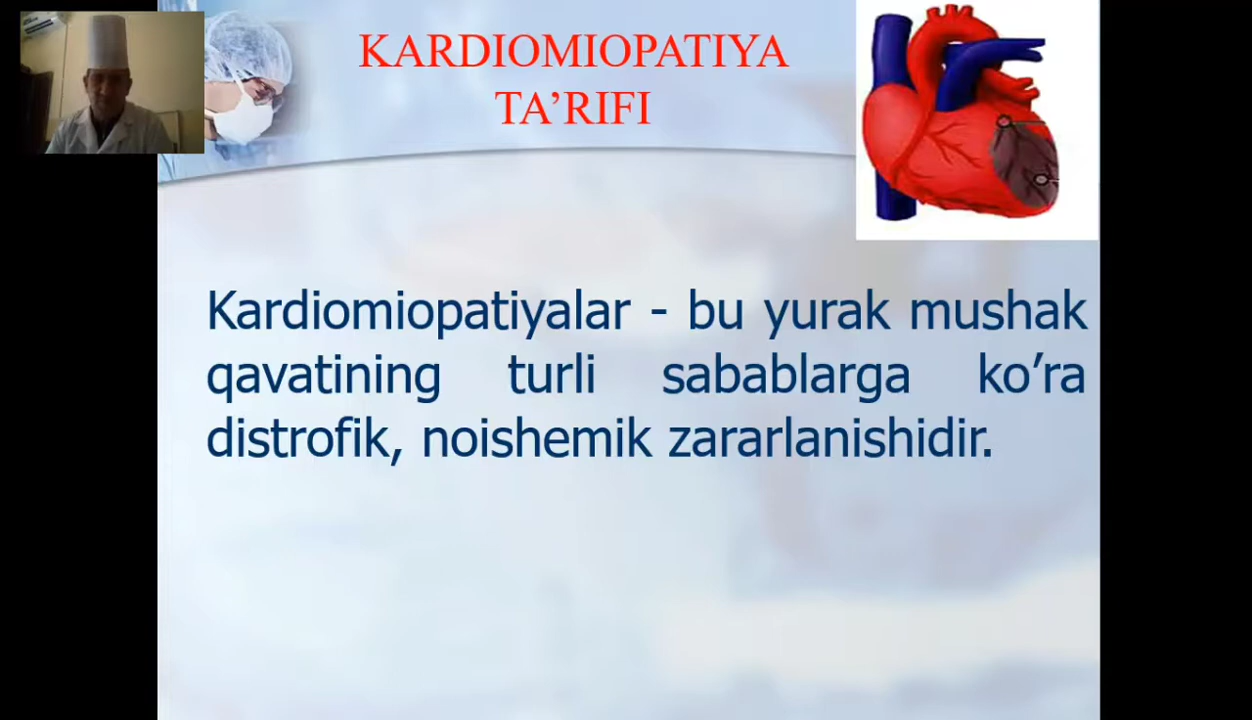 KARDIOMIOPATIYA
TA’RIFI
Kardiomiopatiyalar - bu yurak mushak
qavatining turli sabablarga ko’ra
distrofik, noishemik zararlanishidir.